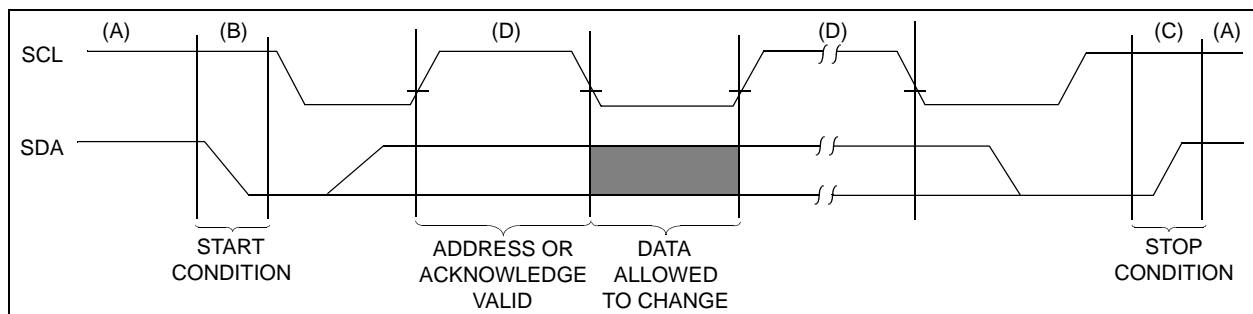 (A) (B) (D) (D) (C) (A)
SCL
SDA
START
CONDITION
ADDRESS OR
ACKNOWLEDGE
VALID
DATA
ALLOWED
TO CHANGE
STOP
CONDITION